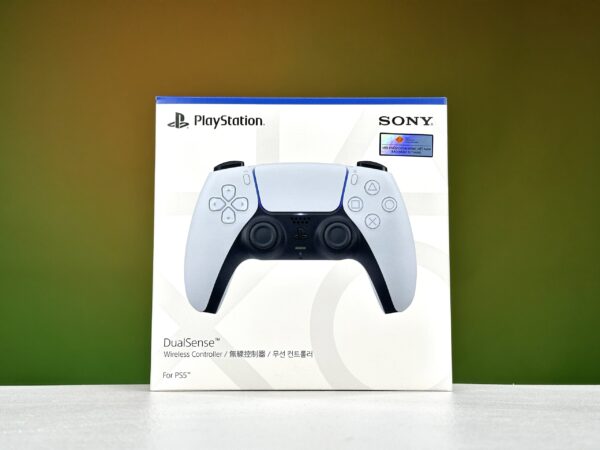 PlayStation.
SONY
DualSense™
Wireless Controller / 無線控制器 / 무선 컨트롤러
For PS5™